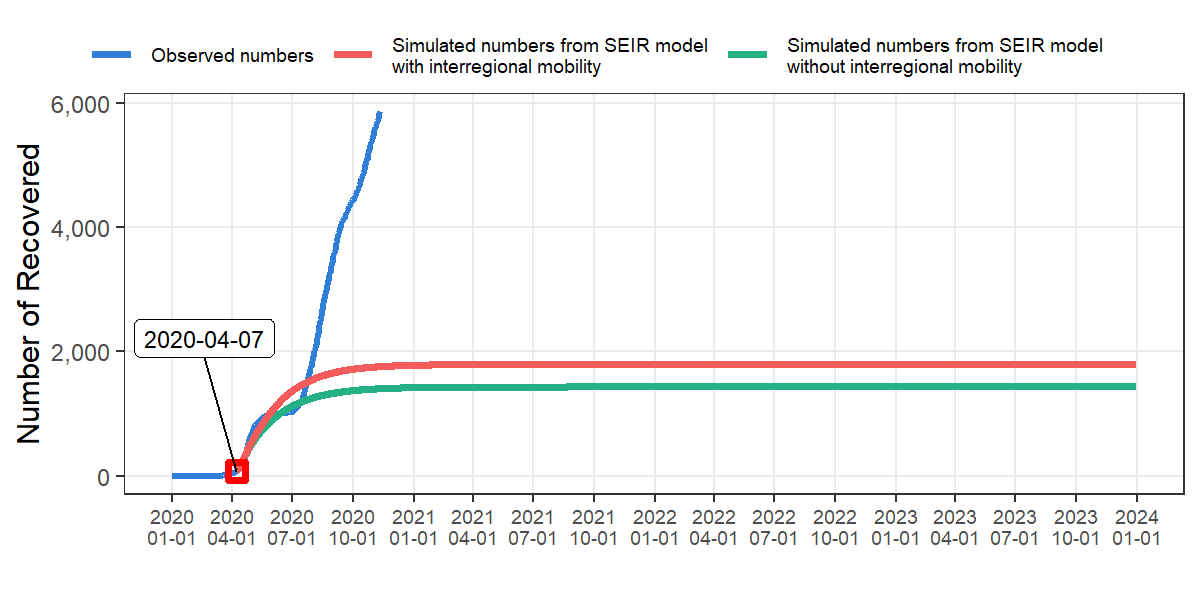 Observed numbers
Simulated numbers from SEIR model
with interregional mobility
Simulated numbers from SEIR model
without interregional mobility
Number of Recovered
6,000
4,000
2,000
0
2020-04-07
2020 2020 2020 2020 2021 2021 2021 2021 2022 2022 2022 2022 2023 2023 2023 2023 2024
01-01 04-01 07-01 10-01 01-01 04-01 07-01 10-01 01-01 04-01 07-01 10-01 01-01 04-01 07-01 10-01 01-01